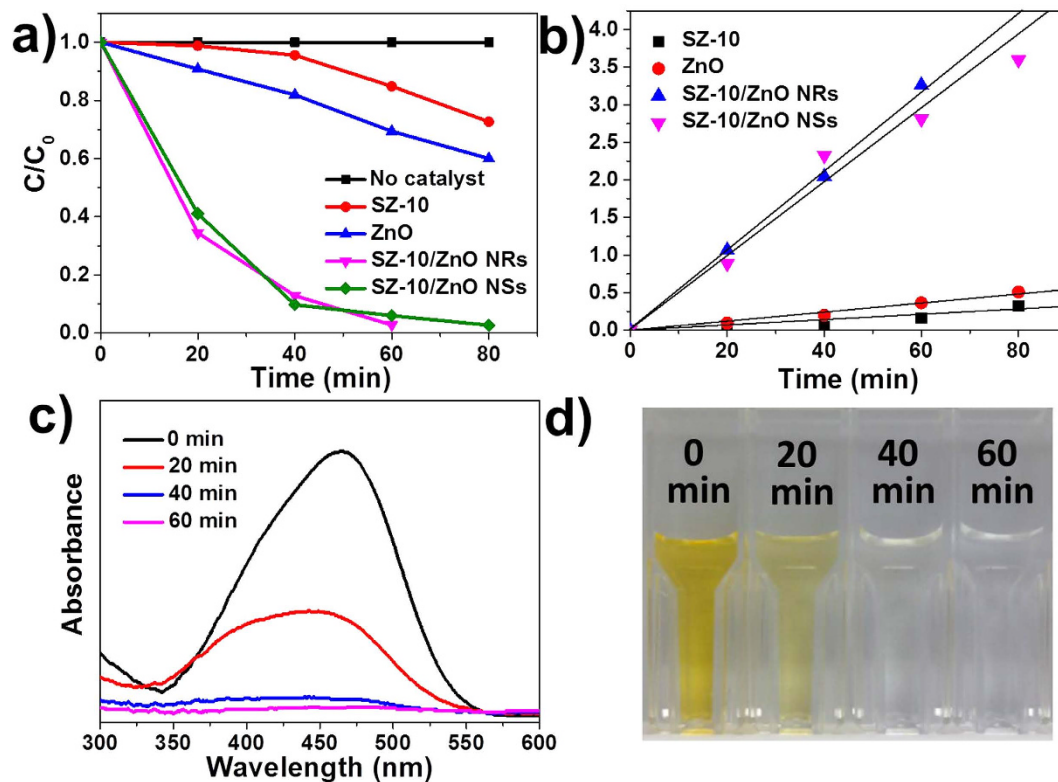 a)
C/C0
1.0
0.8
0.6
0.4
0.2
0.0
No catalyst
SZ-10
ZnO
SZ-10/ZnO NRs
SZ-10/ZnO NSs
0 20 40 60 80
Time (min)
b)
4.0
3.5
3.0
2.5
2.0
1.5
1.0
0.5
0.0
SZ-10
ZnO
SZ-10/ZnO NRs
SZ-10/ZnO NSs
0 20 40 60 80
Time (min)
c)
Absorbance
0 min
20 min
40 min
60 min
300 350 400 450 500 550 600
Wavelength (nm)
d)
0 20 40 60
min min min min